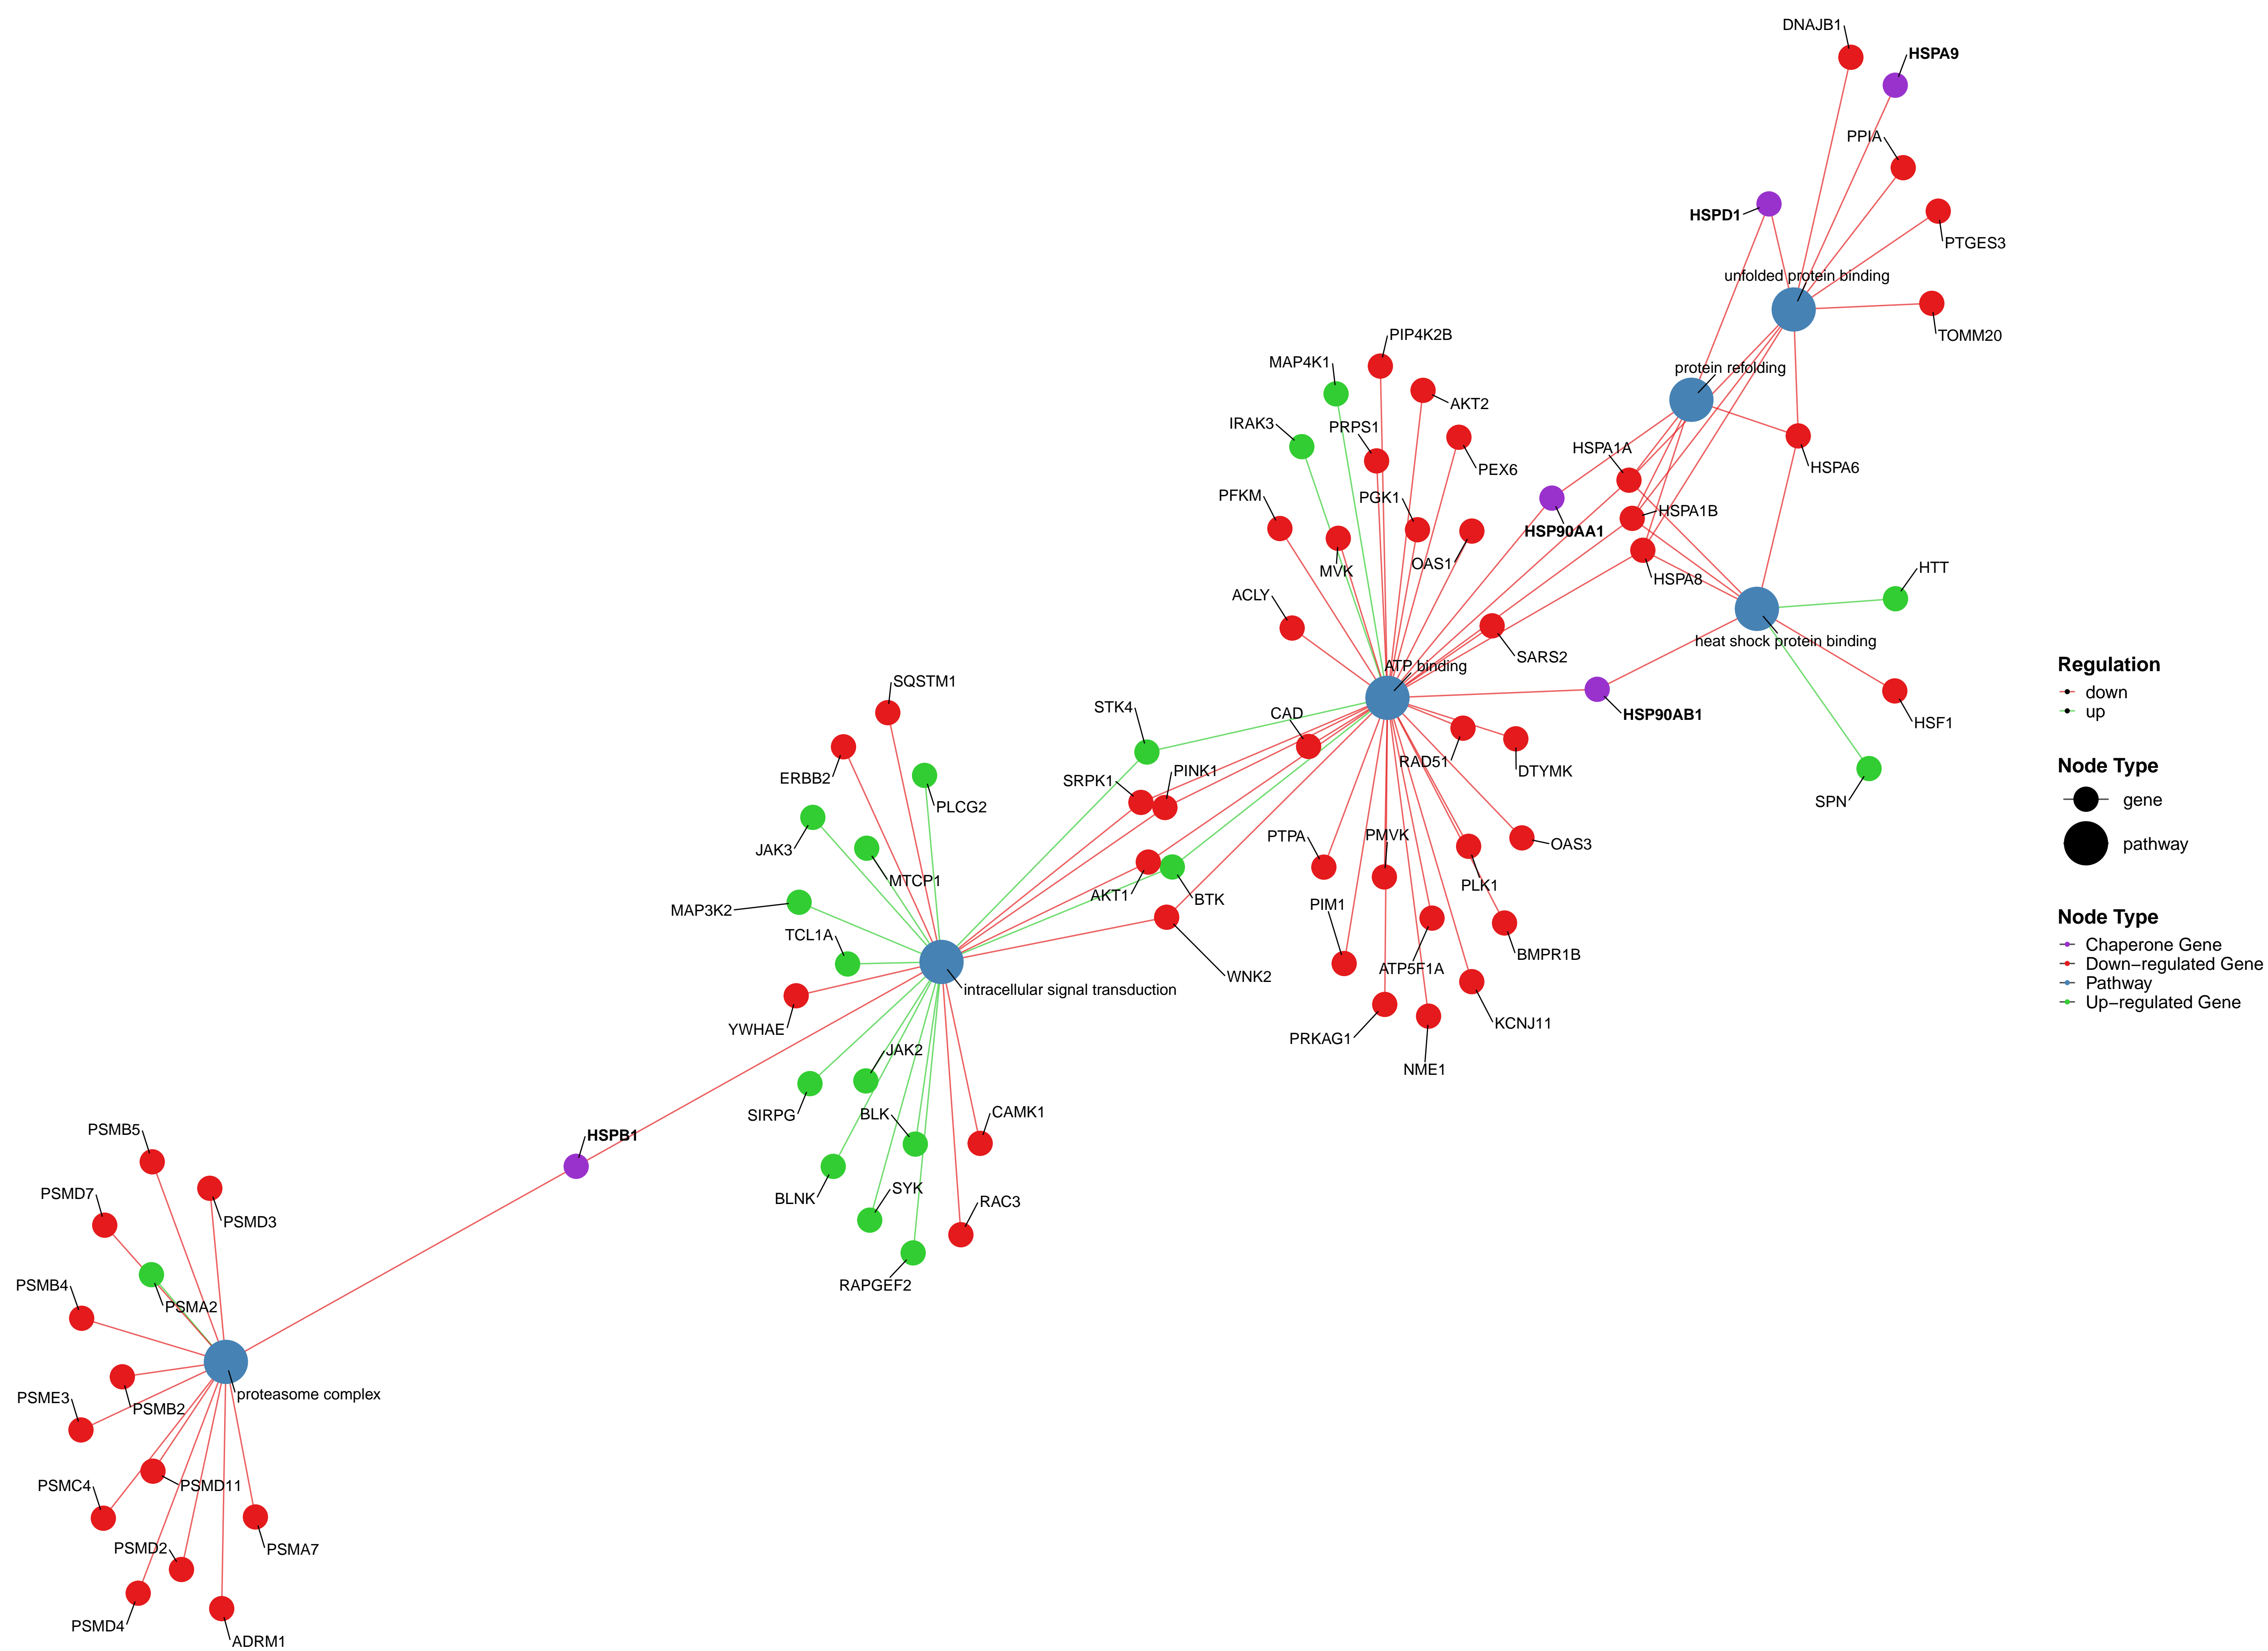 DNAJB1
HSPA9
PPIA
HSPD1
PTGES3
unfolded protein binding
TOMM20
PIP4K2B
MAP4K1
protein refolding
AKT2
IRAK3
PRPS1
HSPA1A
HSPA6
PEX6
PFKM
PGK1
HSPA1B
HSP90AA1
OAS1
MVK
HSPA8
HTT
ACLY
heat shock protein binding
SARS2
ATP binding
SQSTM1
STK4
CAD
HSP90AB1
HSF1
RAD51
DTYMK
ERBB2
SRPK1
PINK1
PLCG2
SPN
PTPA
PMVK
OAS3
JAK3
MTCP1
PLK1
AKT1
BTK
PIM1
MAP3K2
TCL1A
BMPR1B
ATP5F1A
WNK2
intracellular signal transduction
YWHAE
KCNJ11
PRKAG1
JAK2
NME1
SIRPG
BLK
CAMK1
PSMB5
HSPB1
PSMD7
BLNK
SYK
RAC3
PSMD3
PSMB4
RAPGEF2
PSMA2
proteasome complex
PSME3
PSMB2
PSMC4
PSMD11
PSMD2
PSMA7
PSMD4
ADRM1
Regulation
down
up
Node Type
gene
pathway
Node Type
Chaperone Gene
Down−regulated Gene
Pathway
Up−regulated Gene